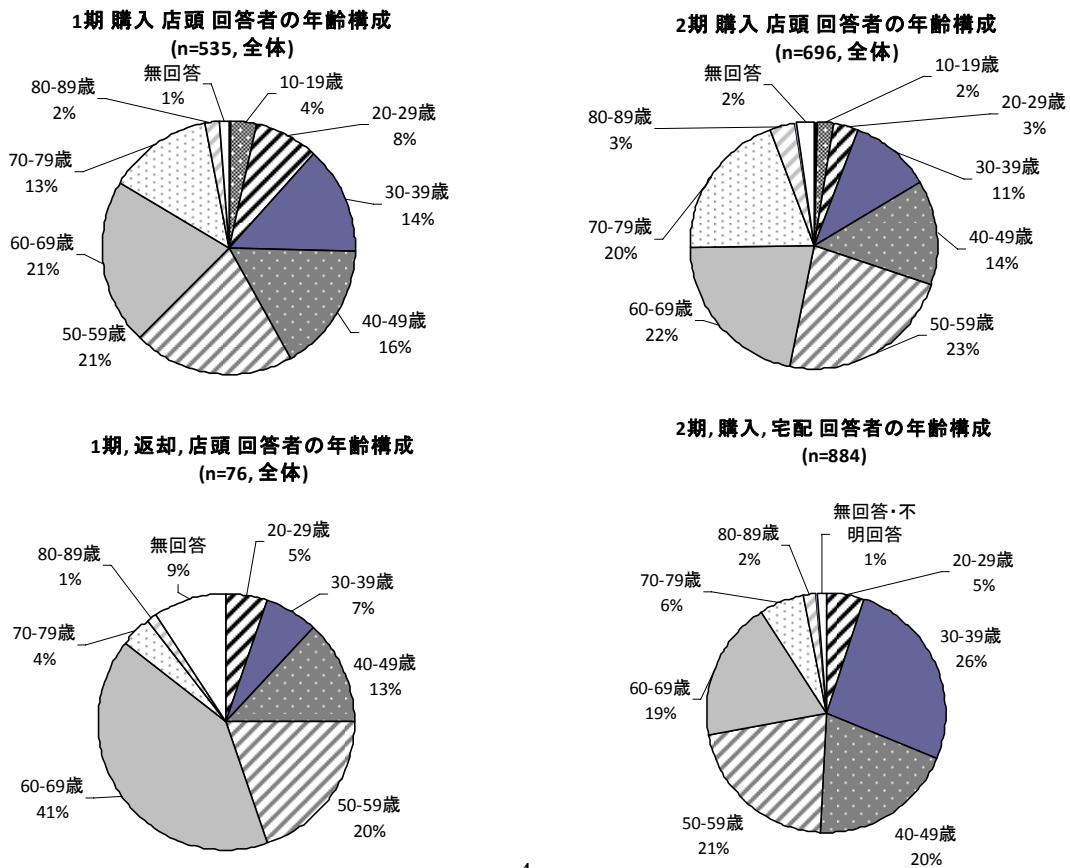 1期 購入 店頭 回答者の年齢構成
(n=535, 全体)
無回答
1%
10-19歳
4%
20-29歳
8%
30-39歳
14%
40-49歳
16%
50-59歳
21%
60-69歳
21%
70-79歳
13%
80-89歳
2%
2期 購入 店頭 回答者の年齢構成
(n=696, 全体)
無回答
2%
10-19歳
2%
20-29歳
3%
30-39歳
11%
40-49歳
14%
50-59歳
23%
60-69歳
22%
70-79歳
20%
80-89歳
3%
1期, 返却, 店頭 回答者の年齢構成
(n=76, 全体)
無回答
9%
20-29歳
5%
30-39歳
7%
40-49歳
13%
50-59歳
20%
60-69歳
41%
70-79歳
4%
80-89歳
1%
2期, 購入, 宅配 回答者の年齢構成
(n=884)
無回答・不
明回答
1%
20-29歳
5%
30-39歳
26%
40-49歳
20%
50-59歳
21%
60-69歳
19%
70-79歳
6%
80-89歳
2%